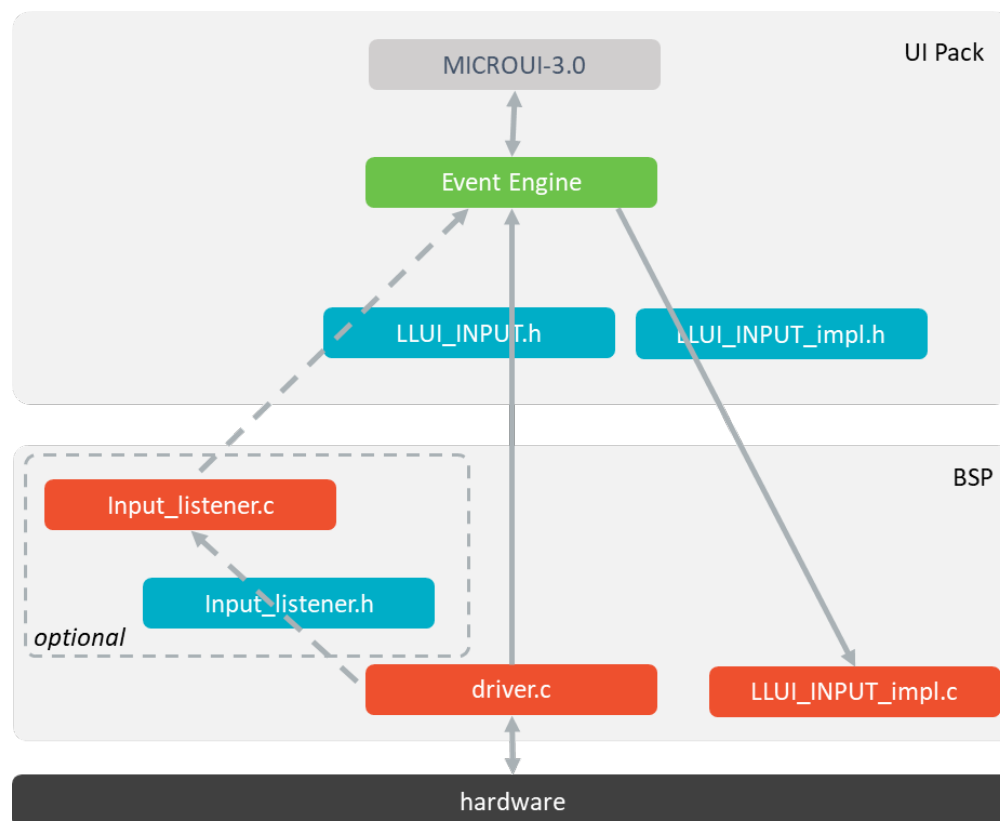 UI Pack
MICROUI-3.0
Event Engine
LLUI_INPUT.h
LLUI_INPUT_impl.h
BSP
Input_listener.c
Input_listener.h
optional
driver.c
LLUI_INPUT_impl.c
hardware